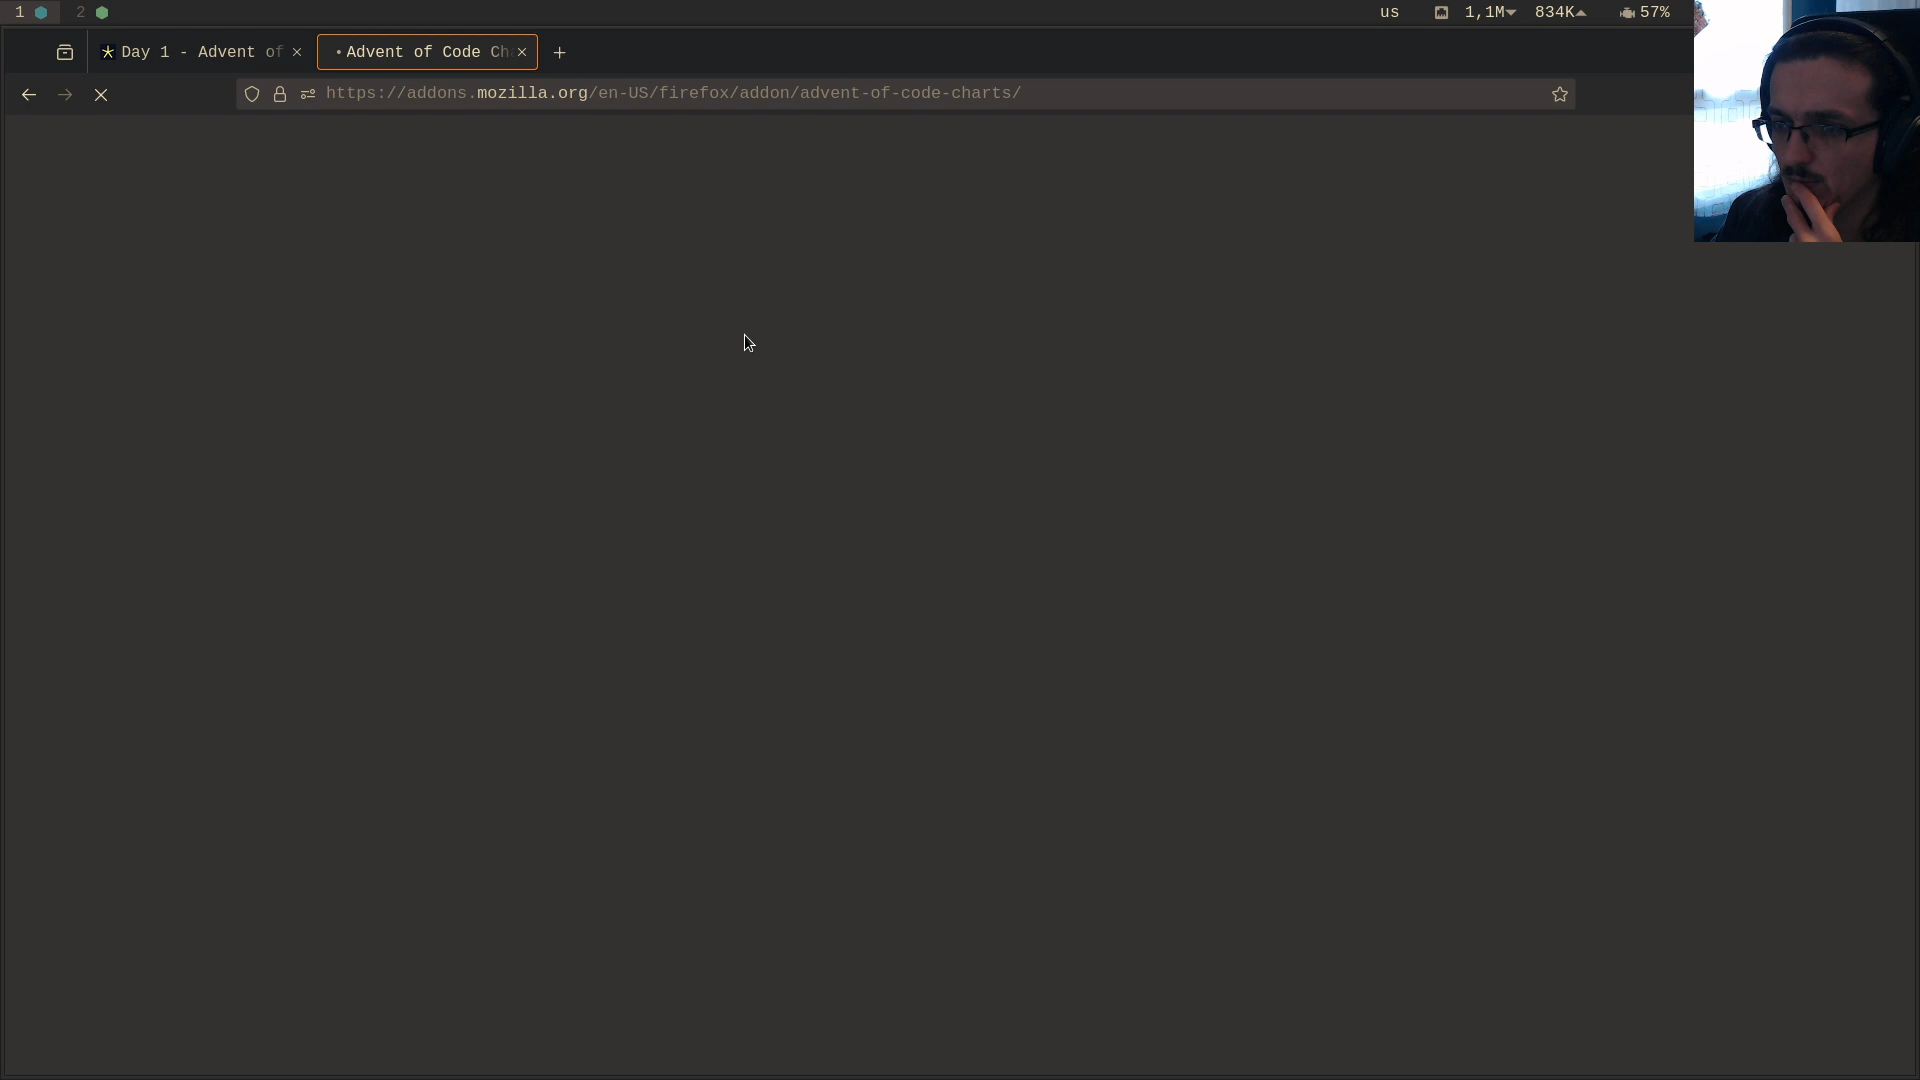 1 2 us 1,1M 834K 57%
Day 1 - Advent of Advent of Code Ch
https://addons.mozilla.org/en-US/firefox/addon/advent-of-code-charts/